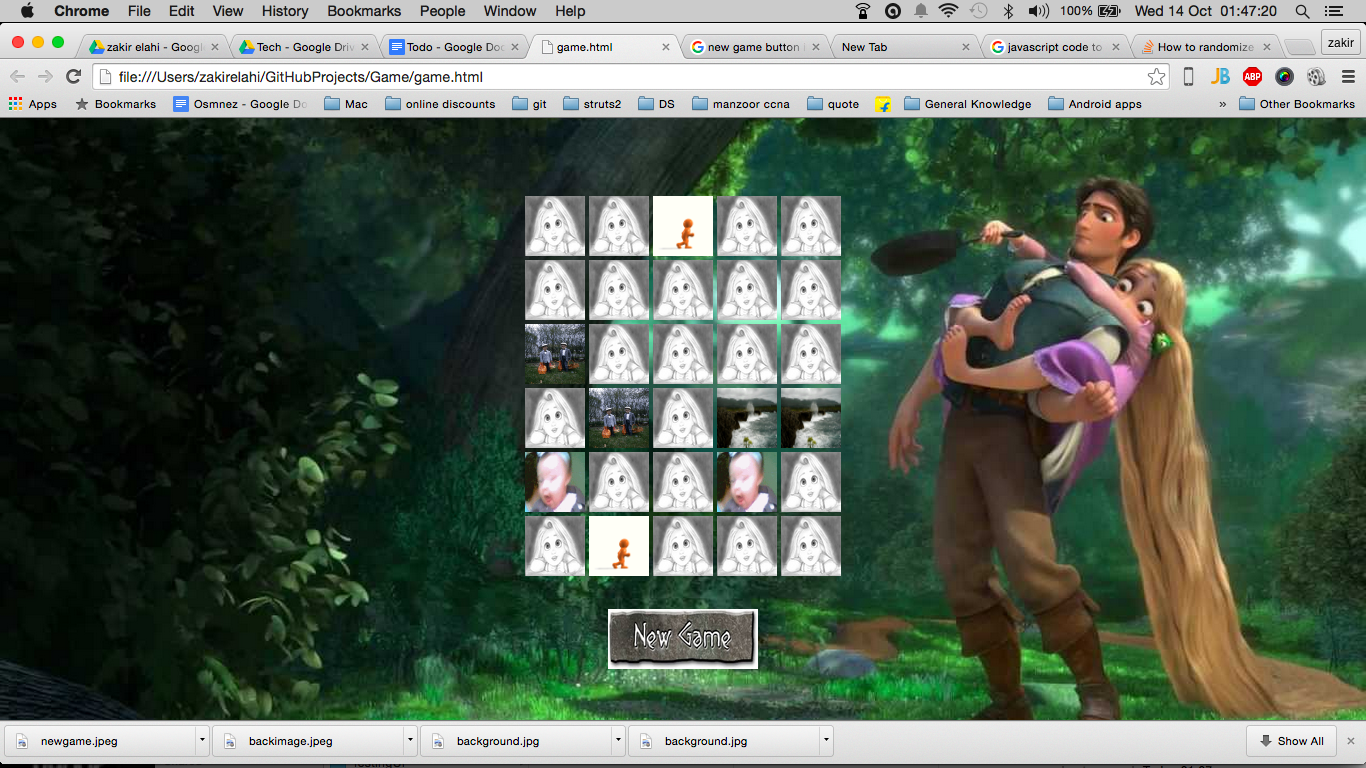 Chrome File Edit View History Bookmarks People Window Help 100% Wed 14 Oct 01:47:20
zakir elahi - Googl Tech - Google Driv Todo - Google Doc game.html new game button New Tab javascript code to How to randomize zakir
file:///Users/zakirelahi/GitHubProjects/Game/game.html JB ABP
Apps Bookmarks Osmnez - Google Do Mac online discounts git struts2 DS manzoor ccna quote General Knowledge Android apps » Other Bookmarks
New Game
newgame.jpeg backimage.jpeg background.jpg background.jpg Show All